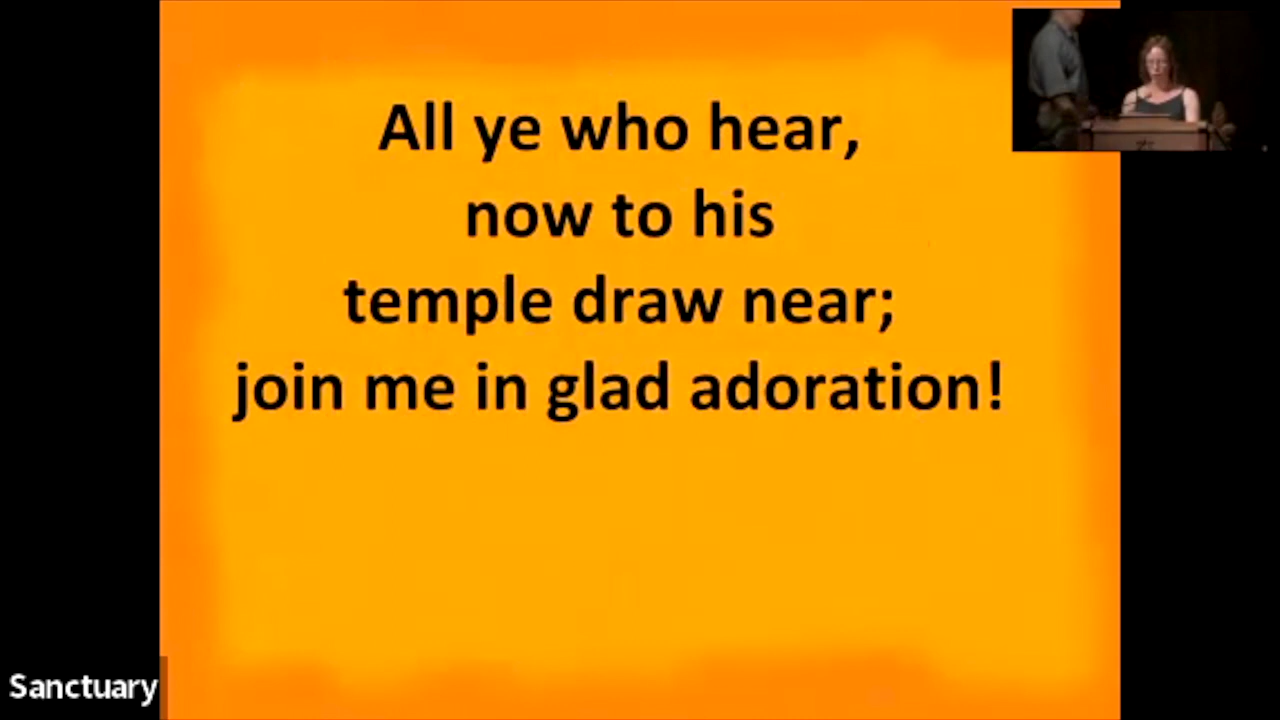 All ye who hear,
now to his
temple draw near;
join me in glad adoration!
Sanctuary